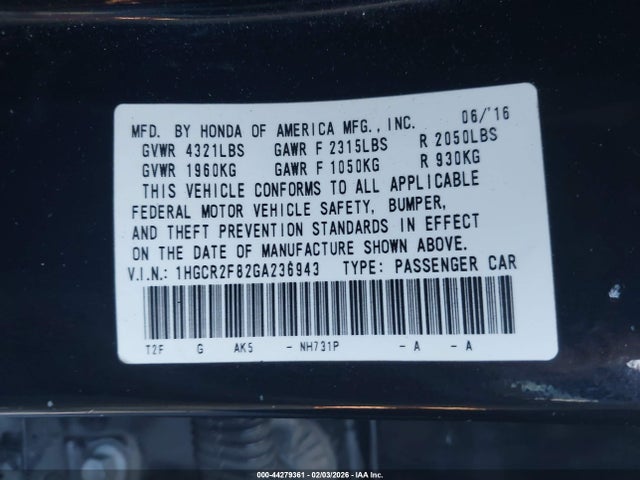 MFD. BY HONDA OF AMERICA MFG., INC. 06/'16
GVWR 4321LBS GAWR F 2315LBS R 2050LBS
GVWR 1960KG GAWR F 1050KG R 930KG
THIS VEHICLE CONFORMS TO ALL APPLICABLE
FEDERAL MOTOR VEHICLE SAFETY, BUMPER,
AND THEFT PREVENTION STANDARDS IN EFFECT
ON THE DATE OF MANUFACTURE SHOWN ABOVE.
V.I.N.: 1HGCR2F82GA236943 TYPE: PASSENGER CAR
T2F G AK5 - NH731P - A - A
000-44279361 - 02/03/2026 - IAA Inc.